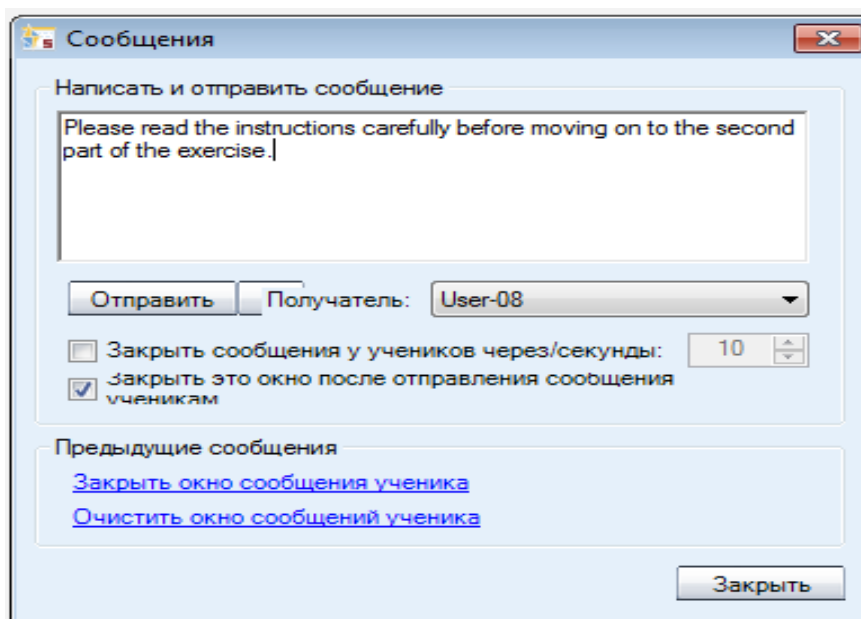 Сообщения
Написать и отправить сообщение
Please read the instructions carefully before moving on to the second
part of the exercise.
Отправить Получатель: User-08
Закрыть сообщения у учеников через/секунды: 10
Закрыть это окно после отправления сообщения
ученикам
Предыдущие сообщения
Закрыть окно сообщения ученика
Очистить окно сообщений ученика
Закрыть